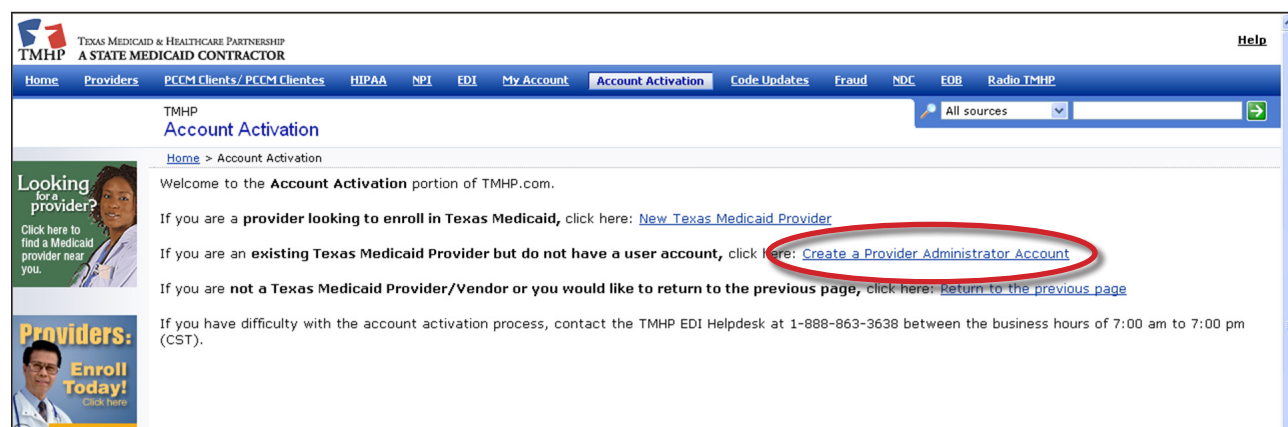 TMHP
TEXAS MEDICAID & HEALTHCARE PARTNERSHIP
A STATE MEDICAID CONTRACTOR
Help
Home Providers PCCM Clients/ PCCM Clientes HIPAA NPI EDI My Account Account Activation Code Updates Fraud NDC EOB Radio TMHP
TMHP
Account Activation
All sources
Home > Account Activation
Looking
for a
provider?
Click here to
find a Medicaid
provider near
you.
Welcome to the Account Activation portion of TMHP.com.
If you are a provider looking to enroll in Texas Medicaid, click here: New Texas Medicaid Provider
If you are an existing Texas Medicaid Provider but do not have a user account, click here: Create a Provider Administrator Account
If you are not a Texas Medicaid Provider/Vendor or you would like to return to the previous page, click here: Return to the previous page
If you have difficulty with the account activation process, contact the TMHP EDI Helpdesk at 1-888-863-3638 between the business hours of 7:00 am to 7:00 pm
(CST).
Providers:
Enroll
Today!
Click here